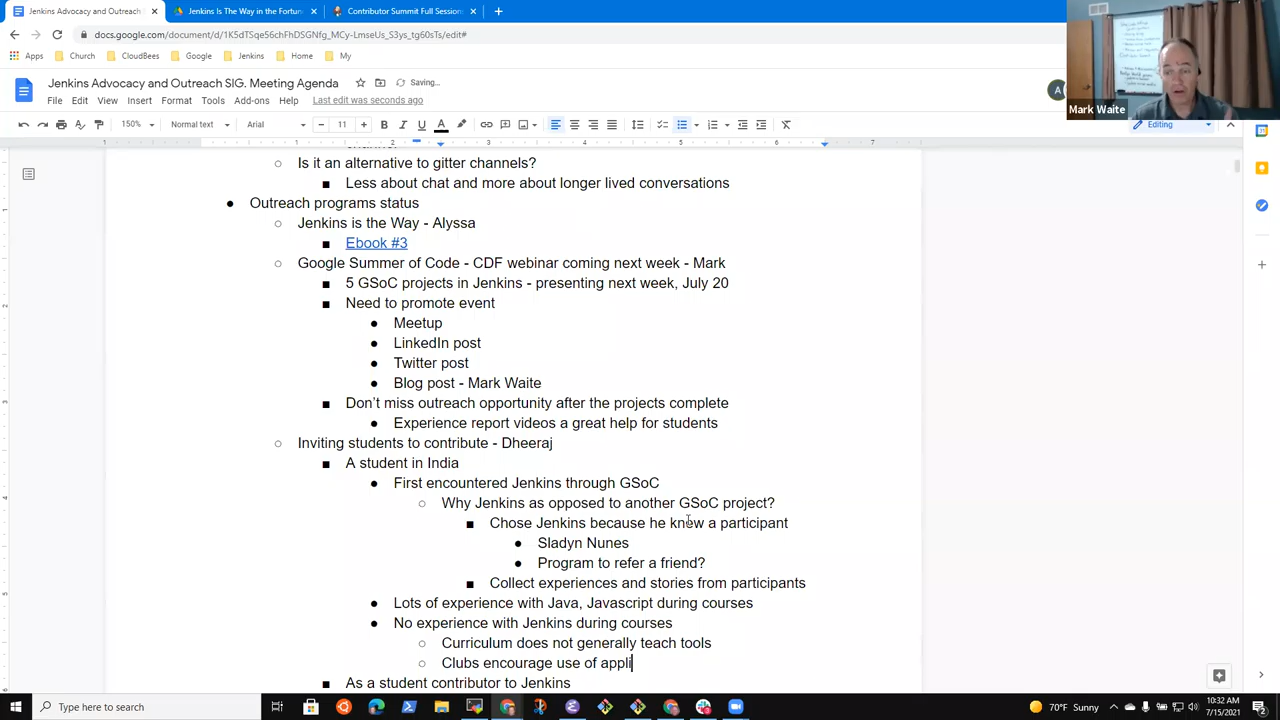 Jenkins Advocacy and Outreach
Jenkins Is The Way in the Fortun
Contributor Summit Full Session
docs.google.com/document/d/1K5dTSqe56chFhDSGNfg_MCy-LmseUs_S3ys_tg5P-0c/edit#
Apps
Church
CloudBees
Google
Jenkins
Home
My
Jenkins Advocacy and Outreach SIG. Meeting Agenda
Saving...
File Edit View Insert Format Tools Add-ons Help Last edit was seconds ago
A
Mark Waite
150% Normal text Arial 11
Editing
1 1 2 3 4 5 6 7
Is it an alternative to gitter channels?
Less about chat and more about longer lived conversations
Outreach programs status
Jenkins is the Way - Alyssa
Ebook #3
Google Summer of Code - CDF webinar coming next week - Mark
5 GSoC projects in Jenkins - presenting next week, July 20
Need to promote event
Meetup
LinkedIn post
Twitter post
Blog post - Mark Waite
Don't miss outreach opportunity after the projects complete
Experience report videos a great help for students
Inviting students to contribute - Dheeraj
A student in India
First encountered Jenkins through GSoC
Why Jenkins as opposed to another GSoC project?
Chose Jenkins because he knew a participant
Sladyn Nunes
Program to refer a friend?
Collect experiences and stories from participants
Lots of experience with Java, Javascript during courses
No experience with Jenkins during courses
Curriculum does not generally teach tools
Clubs encourage use of appli
As a student contributor to Jenkins
Type here to search
70°F Sunny
10:32 AM
7/15/2021